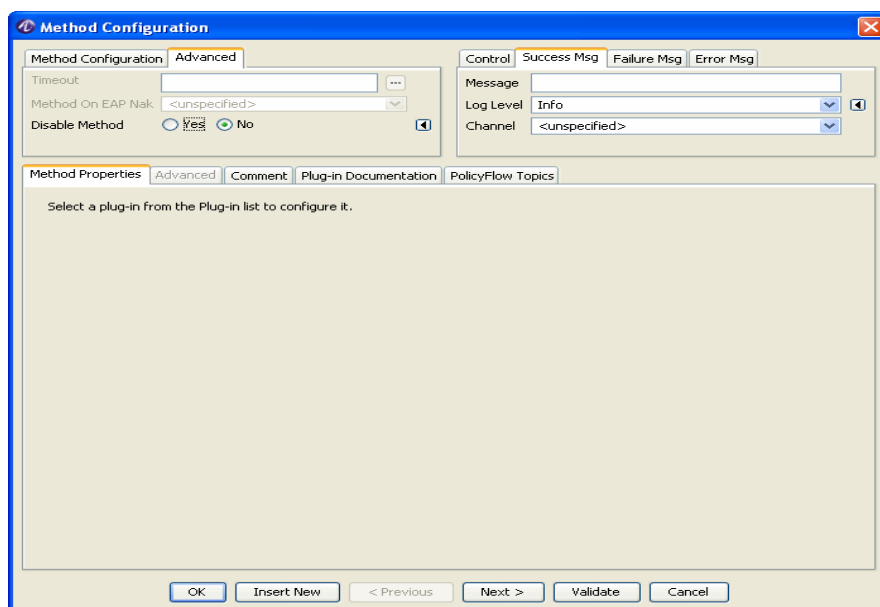 Method Configuration
Method Configuration Advanced
Control Success Msg Failure Msg Error Msg
Timeout ...
Message
Method On EAP Nak <unspecified>
Log Level Info
Disable Method Yes No
Channel <unspecified>
Method Properties Advanced Comment Plug-in Documentation PolicyFlow Topics
Select a plug-in from the Plug-in list to configure it.
OK Insert New < Previous Next > Validate Cancel